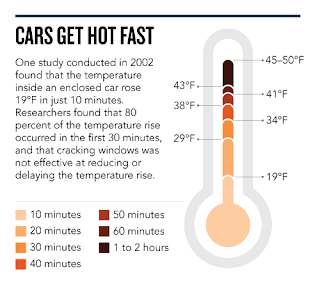 CARS GET HOT FAST
One study conducted in 2002
found that the temperature
inside an enclosed car rose
19°F in just 10 minutes.
Researchers found that 80
percent of the temperature rise
occurred in the first 30 minutes,
and that cracking windows was
not effective at reducing or
delaying the temperature rise.
45–50°F
43°F
41°F
38°F
34°F
29°F
19°F
10 minutes
20 minutes
30 minutes
40 minutes
50 minutes
60 minutes
1 to 2 hours